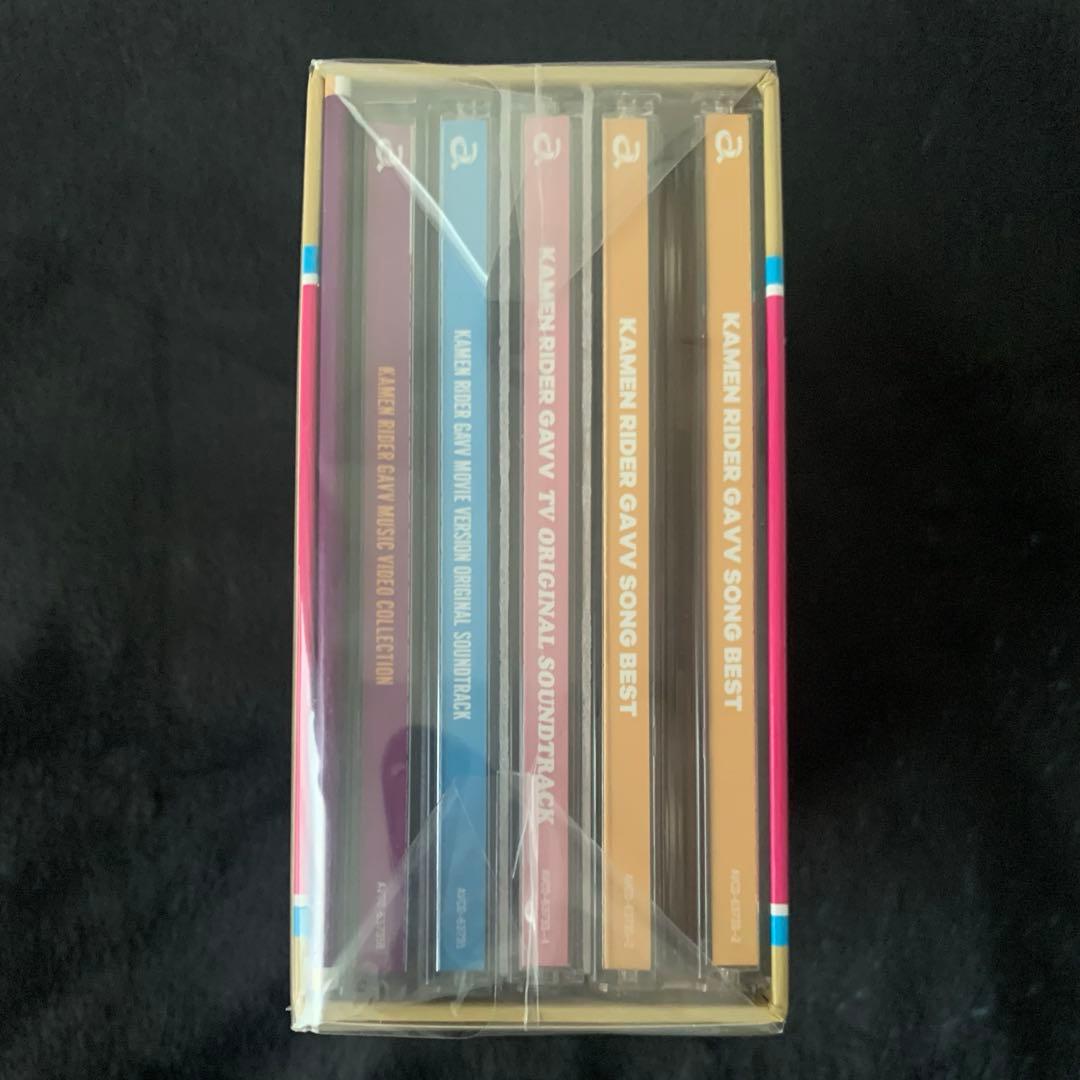 a
KAMEN RIDER GAVV MUSIC VIDEO COLLECTION
a
KAMEN RIDER GAVV MOVIE VERSION ORIGINAL SOUNDTRACK
a
KAMEN RIDER GAVV TV ORIGINAL SOUNDTRACK
a
KAMEN RIDER GAVV SONG BEST
a
KAMEN RIDER GAVV SONG BEST